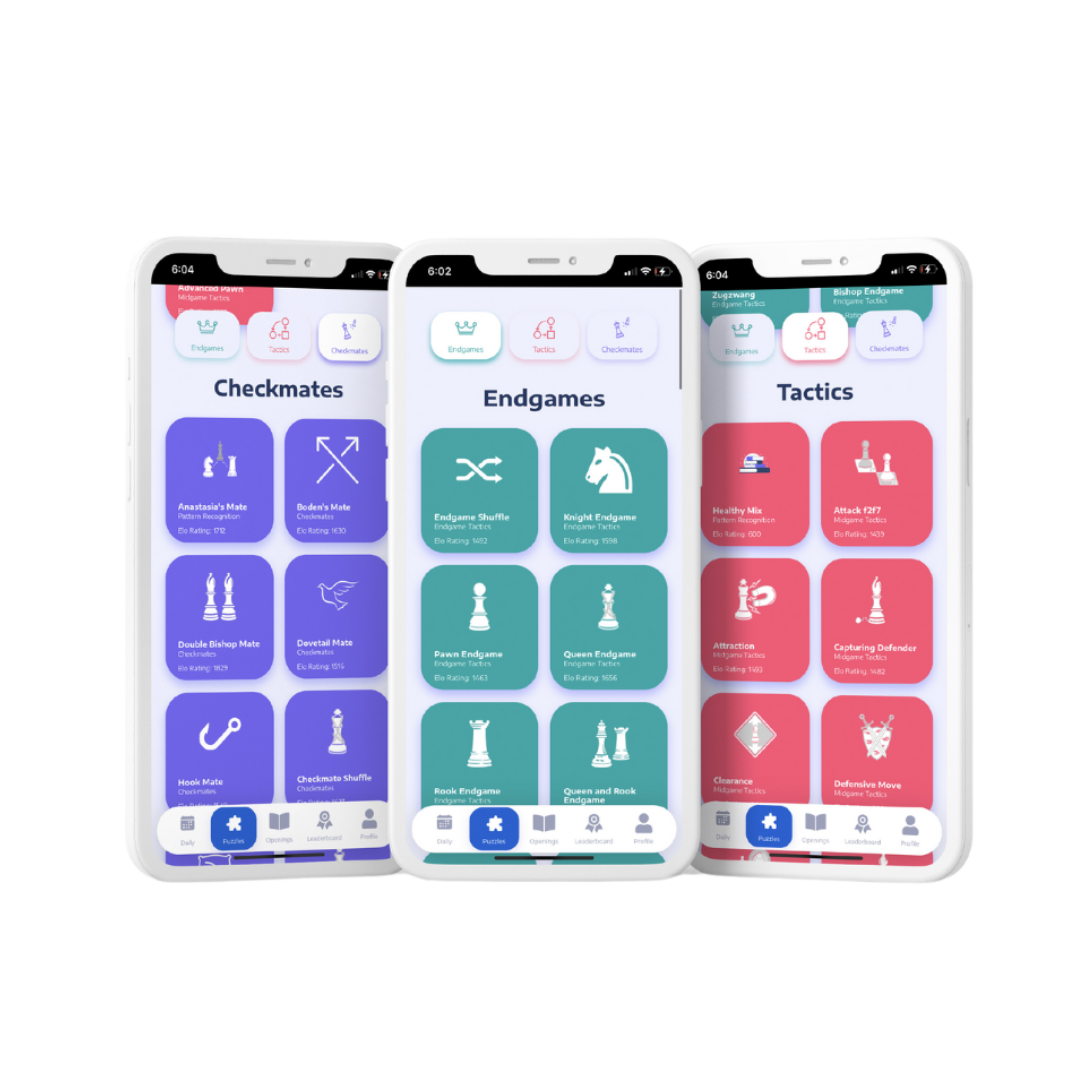 6:04
Advanced Pawn
Midgame Tactics
Endgames
Tactics
Checkmates
Checkmates
Anastasia's Mate
Pattern Recognition
Elo Rating: 1712
Boden's Mate
Checkmates
Elo Rating: 1630
Double Bishop Mate
Checkmates
Elo Rating: 1829
Dovetail Mate
Checkmates
Elo Rating: 1516
Hook Mate
Checkmates
Checkmate Shuffle
Checkmates
Daily
Puzzles
Openings
Leaderboard
Profile
6:02
Endgames
Tactics
Checkmates
Endgames
Endgame Shuffle
Endgame Tactics
Elo Rating: 1492
Knight Endgame
Endgame Tactics
Elo Rating: 1598
Pawn Endgame
Endgame Tactics
Elo Rating: 1463
Queen Endgame
Endgame Tactics
Elo Rating: 1656
Rook Endgame
Endgame Tactics
Queen and Rook
Endgame
Daily
Puzzles
Openings
Leaderboard
Profile
6:04
Zugzwang
Endgame Tactics
Bishop Endgame
Endgame Tactics
Endgames
Tactics
Checkmates
Tactics
Healthy Mix
Pattern Recognition
Elo Rating: 600
Attack f2f7
Midgame Tactics
Elo Rating: 1439
Attraction
Midgame Tactics
Elo Rating: 1493
Capturing Defender
Midgame Tactics
Elo Rating: 1482
Clearance
Midgame Tactics
Defensive Move
Midgame Tactics
Daily
Puzzles
Openings
Leaderboard
Profile